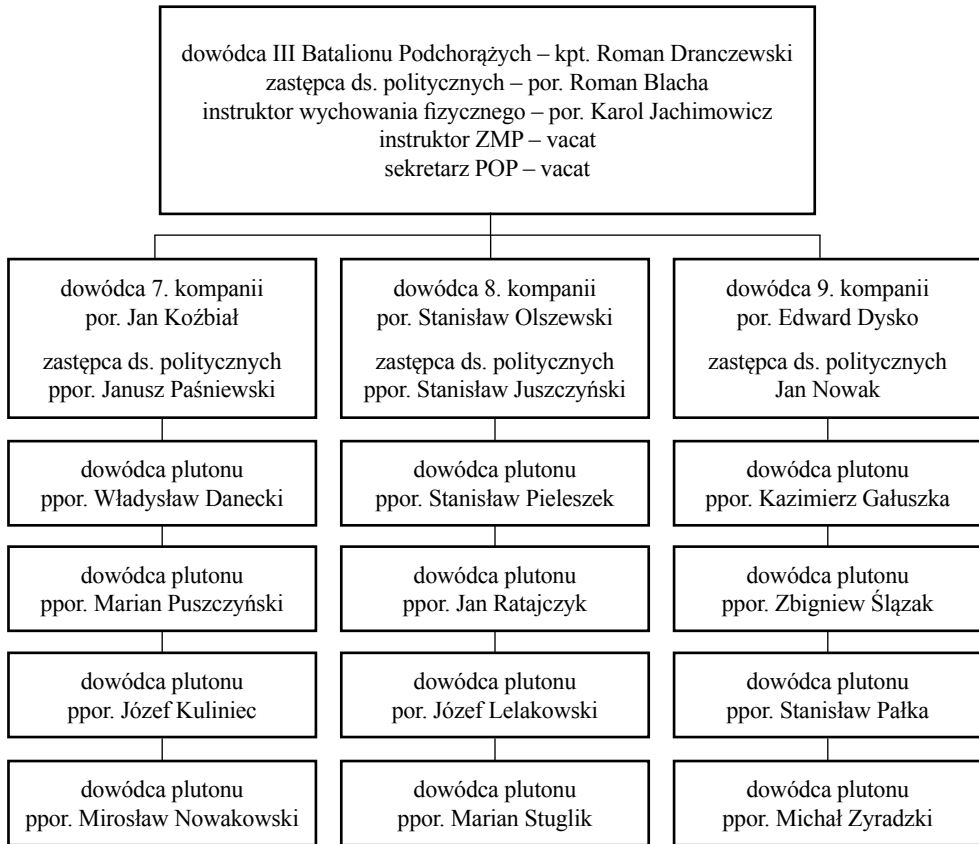 dowódca III Batalionu Podchorążych – kpt. Roman Dranczewski
zastępca ds. politycznych – por. Roman Blacha
instruktor wychowania fizycznego – por. Karol Jachimowicz
instruktor ZMP – vacat
sekretarz POP – vacat
dowódca 7. kompanii
por. Jan Koźbiał
zastępca ds. politycznych
ppor. Janusz Paśniewski
dowódca plutonu
ppor. Władysław Danecki
dowódca plutonu
ppor. Marian Puszczyński
dowódca plutonu
ppor. Józef Kuliniec
dowódca plutonu
ppor. Mirosław Nowakowski
dowódca 8. kompanii
por. Stanisław Olszewski
zastępca ds. politycznych
ppor. Stanisław Juszczyński
dowódca plutonu
ppor. Stanisław Pieleszek
dowódca plutonu
ppor. Jan Ratajczyk
dowódca plutonu
por. Józef Lelakowski
dowódca plutonu
ppor. Marian Stuglik
dowódca 9. kompanii
por. Edward Dysko
zastępca ds. politycznych
Jan Nowak
dowódca plutonu
ppor. Kazimierz Gałuszka
dowódca plutonu
ppor. Zbigniew Ślązak
dowódca plutonu
ppor. Stanisław Pałka
dowódca plutonu
ppor. Michał Zyradzki